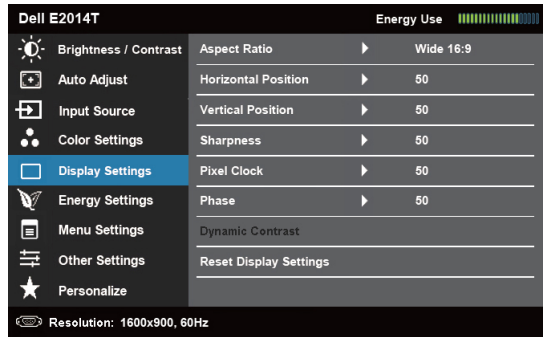 Dell E2014T Energy Use
Brightness / Contrast Aspect Ratio Wide 16:9
Auto Adjust Horizontal Position 50
Input Source Vertical Position 50
Color Settings Sharpness 50
Display Settings Pixel Clock 50
Energy Settings Phase 50
Menu Settings Dynamic Contrast
Other Settings Reset Display Settings
Personalize
Resolution: 1600x900, 60Hz